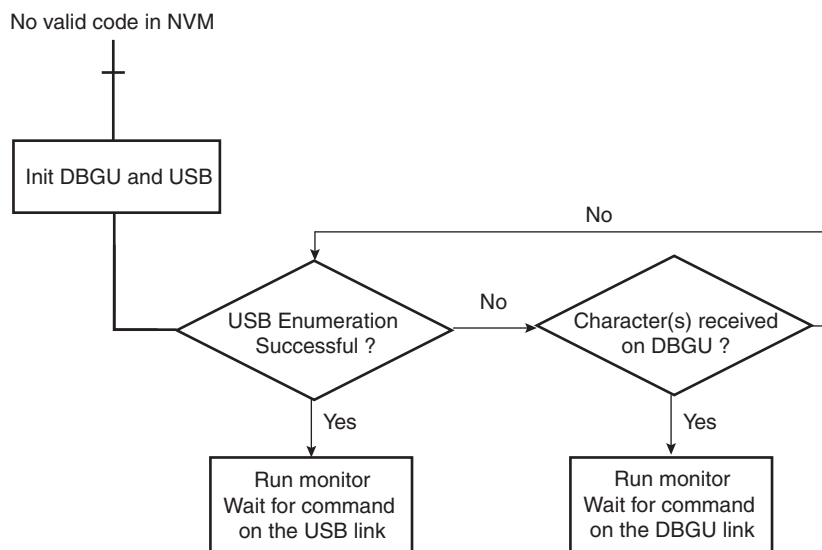 No valid code in NVM
Init DBGU and USB
No
USB Enumeration
Successful ?
No
Character(s) received
on DBGU ?
Yes
Yes
Run monitor
Wait for command
on the USB link
Run monitor
Wait for command
on the DBGU link